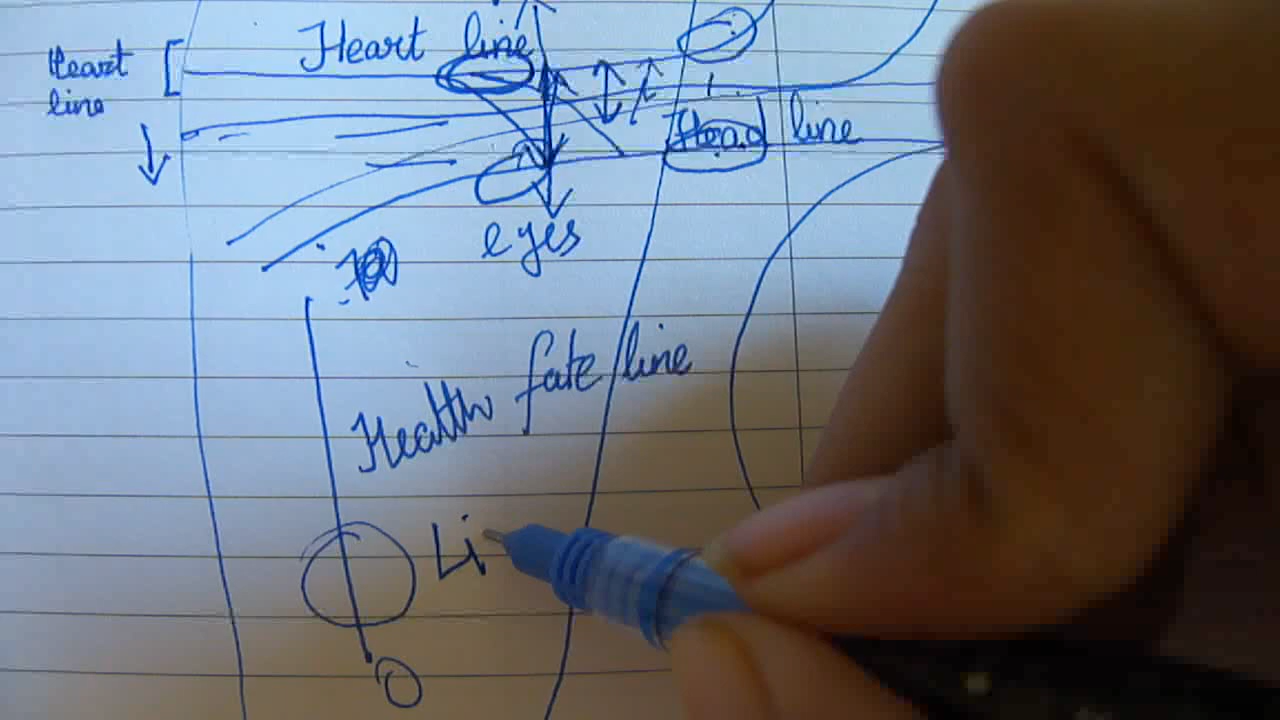 Heart line
Heart
line
Head line
eyes
fate line
Health
Li